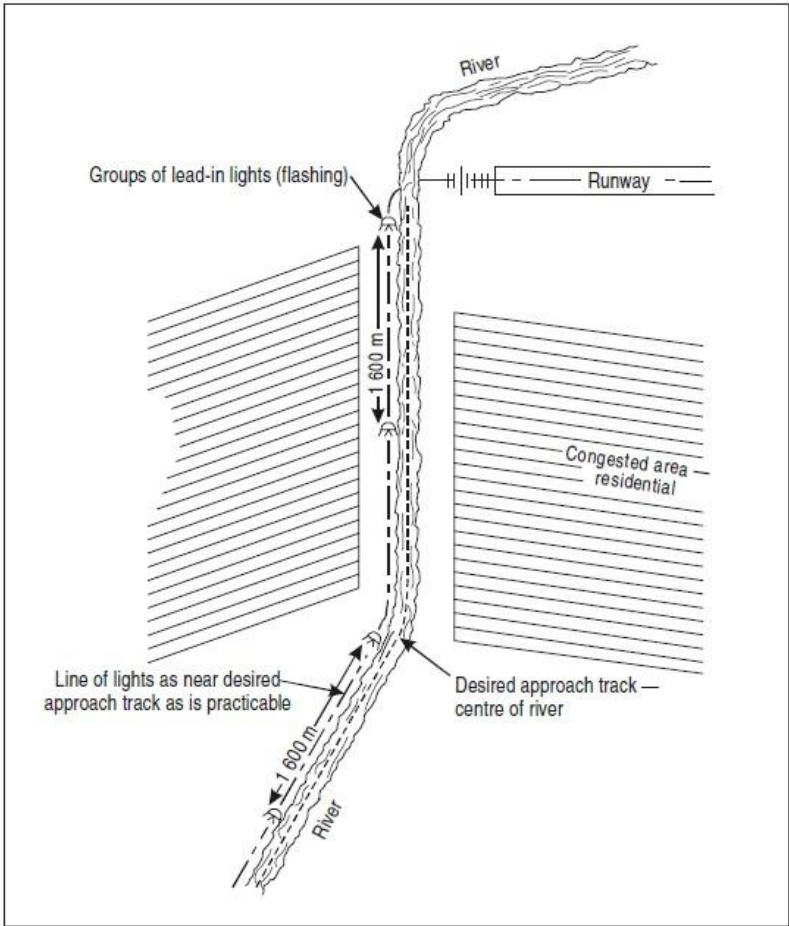 River
Groups of lead-in lights (flashing)
Runway
1 600 m
Congested area
residential
Line of lights as near desired
approach track as is practicable
Desired approach track —
centre of river
1 600 m
River